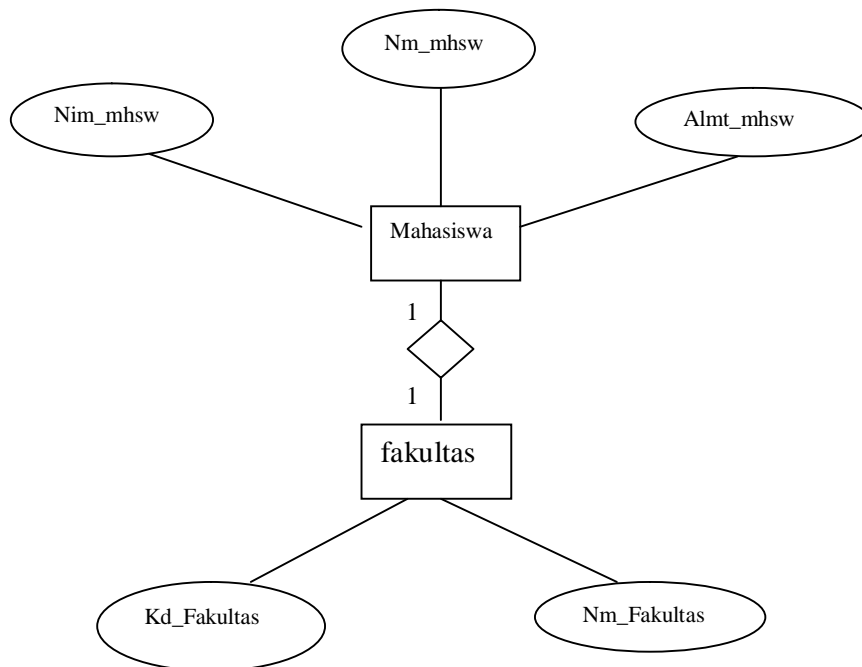 Nm_mhsw
Nim_mhsw
Almt_mhsw
Mahasiswa
1
1
fakultas
Kd_Fakultas
Nm_Fakultas